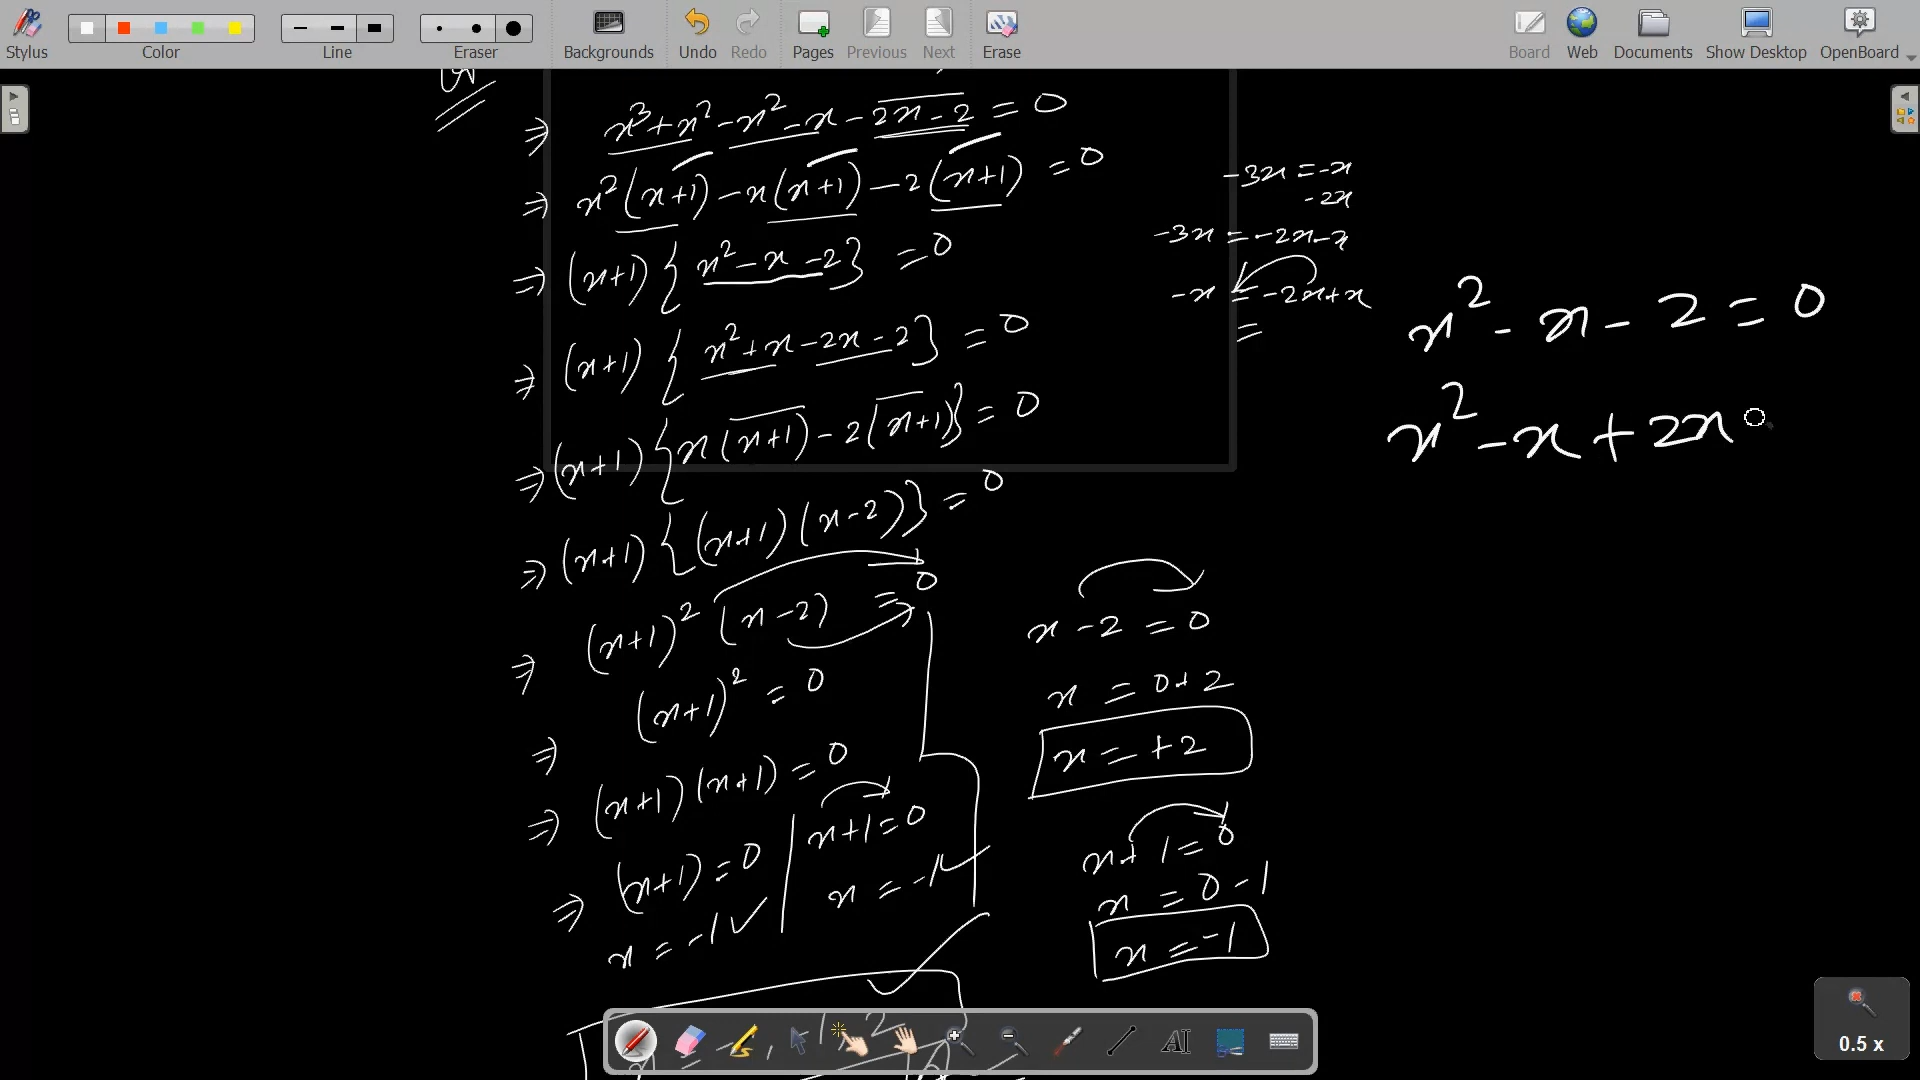 Stylus
Color
Line
Eraser
Backgrounds
Undo
Redo
Pages
Previous
Next
Erase
Board
Web
Documents
Show Desktop
OpenBoard
⇒ x³+x²-x²-x-2x-2=0
⇒ x²(x+1)-x(x+1)-2(x+1)=0
⇒ (x+1){x²-x-2}=0
⇒ (x+1){x²+x-2x-2}=0
⇒ (x+1){x(x+1)-2(x+1)}=0
⇒ (x+1){(x+1)(x-2)}=0
⇒ (x+1)²(x-2)=0
⇒ (x+1)²=0
⇒ (x+1)(x+1)=0
⇒ (x+1)=0 | x+1=0
x=-1✓ x=-1✓
-3x=-x
-2x
-3x=-2x-x
-x=-2x+x
=
x-2=0
x=0+2
x=+2
x+1=0
x=0-1
x=-1
x²-x-2=0
x²-x+2x
0.5 x